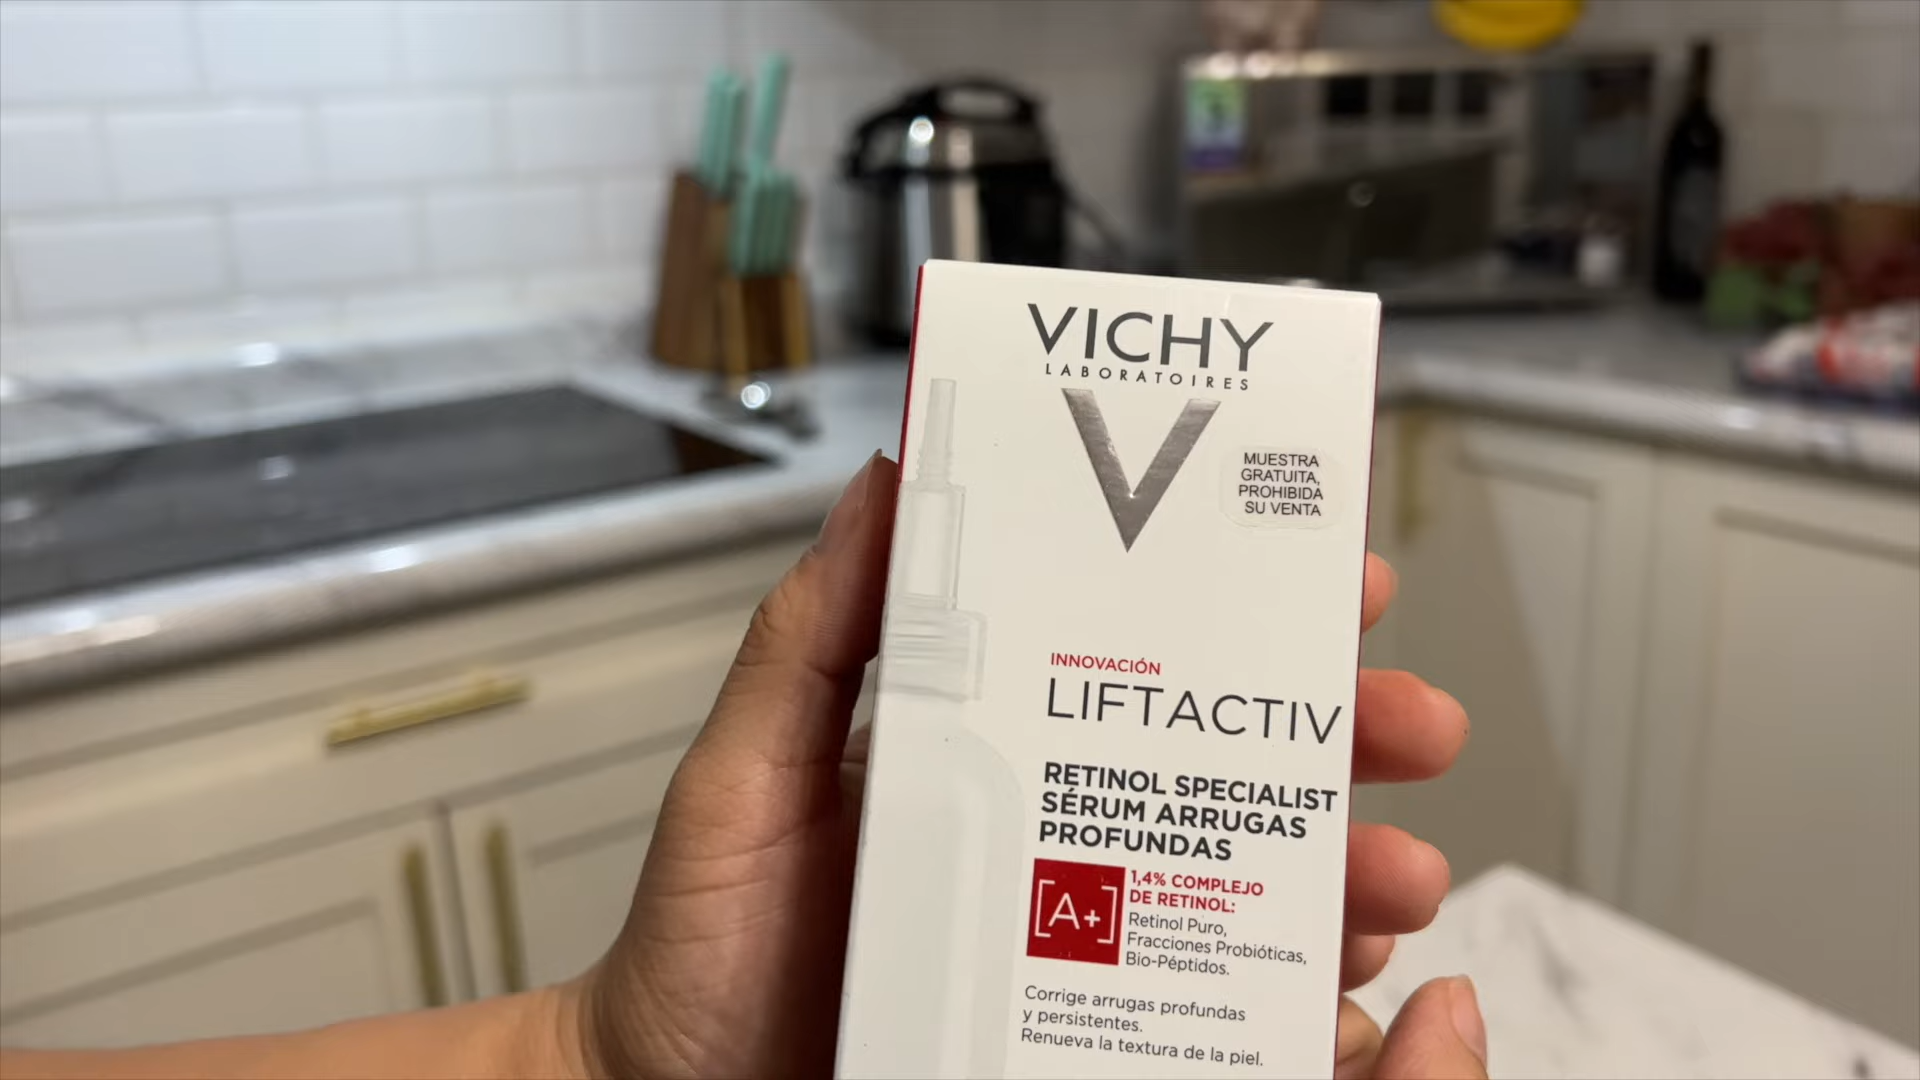 VICHY
LABORATOIRES
MUESTRA
GRATUITA,
PROHIBIDA
SU VENTA
INNOVACIÓN
LIFTACTIV
RETINOL SPECIALIST
SÉRUM ARRUGAS
PROFUNDAS
[A+]
1,4% COMPLEJO
DE RETINOL:
Retinol Puro,
Fracciones Probióticas,
Bio-Péptidos.
Corrige arrugas profundas
y persistentes.
Renueva la textura de la piel.